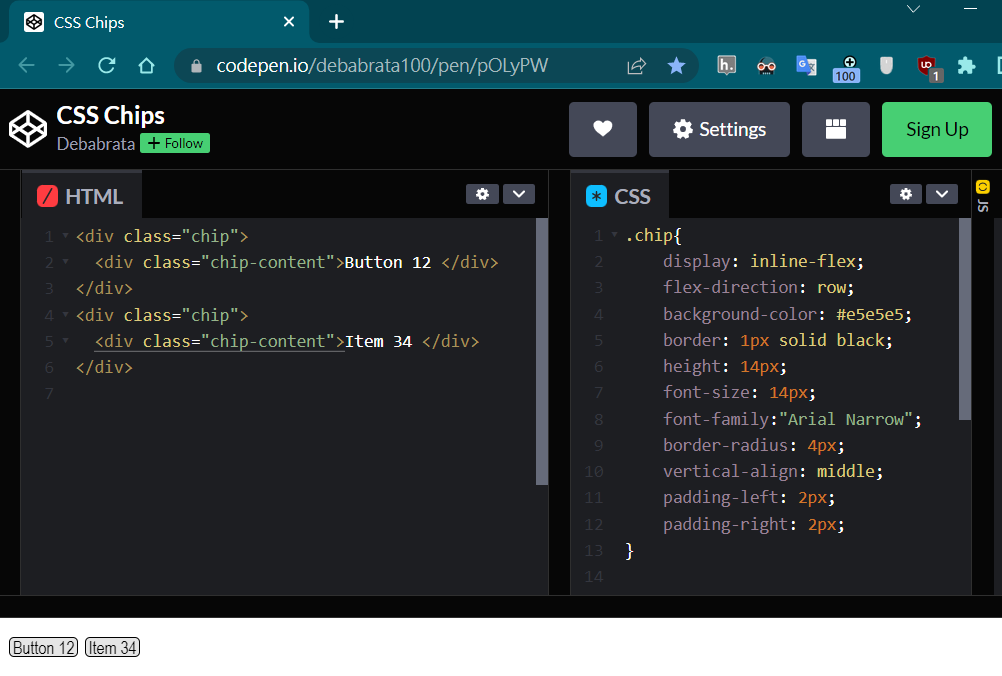 CSS Chips
codepen.io/debabrata100/pen/pOLyPW
h.
G
100
1
CSS Chips
Debabrata
+ Follow
Settings
Sign Up
HTML
1 <div class="chip">
2 <div class="chip-content">Button 12 </div>
3 </div>
4 <div class="chip">
5 <div class="chip-content">Item 34 </div>
6 </div>
7
CSS
1 .chip{
2 display: inline-flex;
3 flex-direction: row;
4 background-color: #e5e5e5;
5 border: 1px solid black;
6 height: 14px;
7 font-size: 14px;
8 font-family:"Arial Narrow";
9 border-radius: 4px;
10 vertical-align: middle;
11 padding-left: 2px;
12 padding-right: 2px;
13 }
14
JS
Button 12 Item 34